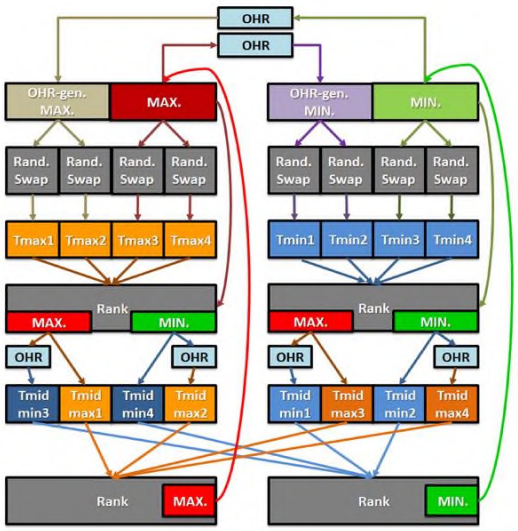 OHR
OHR
OHR-gen.
MAX.
MAX.
OHR-gen.
MIN.
MIN.
Rand.
Swap
Rand.
Swap
Rand.
Swap
Rand.
Swap
Rand.
Swap
Rand.
Swap
Rand.
Swap
Rand.
Swap
Tmax1
Tmax2
Tmax3
Tmax4
Tmin1
Tmin2
Tmin3
Tmin4
Rank
MAX.
MIN.
Rank
MAX.
MIN.
OHR
OHR
OHR
OHR
Tmid
min3
Tmid
max1
Tmid
min4
Tmid
max2
Tmid
min1
Tmid
max3
Tmid
min2
Tmid
max4
Rank
MAX.
Rank
MIN.